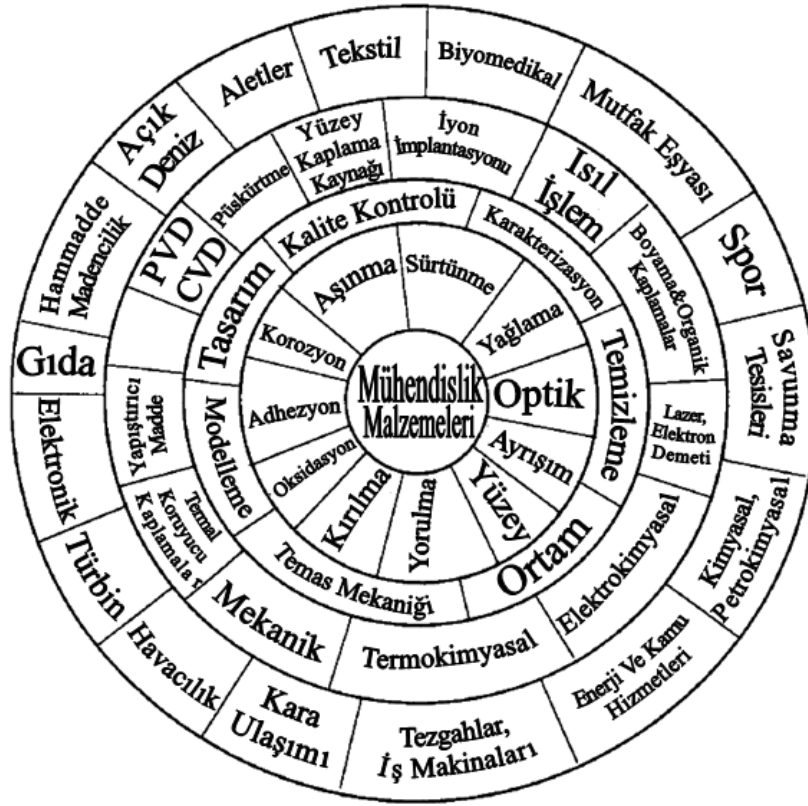 Mühendislik
Malzemeleri
Aşınma
Sürtünme
Yağlama
Optik
Ayrışım
Yüzey
Yorulma
Kırılma
Oksidasyon
Adhezyon
Korozyon
Kalite Kontrolü
Karakterizasyon
Temizleme
Ortam
Temas Mekaniği
Modelleme
Tasarım
Püskürtme
Yüzey
Kaplama
Kaynağı
İyon
İmplantasyonu
Isıl
İşlem
Boyama&Organik
Kaplamalar
Lazer,
Elektron
Demeti
Elektrokimyasal
Termokimyasal
Mekanik
Termal
Koruyucu
Kaplamala r
Yapıştırıcı
Madde
PVD
CVD
Açık
Deniz
Aletler
Tekstil
Biyomedikal
Mutfak Eşyası
Spor
Savunma
Tesisleri
Kimyasal,
Petrokimyasal
Enerji Ve Kamu
Hizmetleri
Tezgahlar,
İş Makinaları
Kara
Ulaşımı
Havacılık
Türbin
Elektronik
Gıda
Hammadde
Madencilik